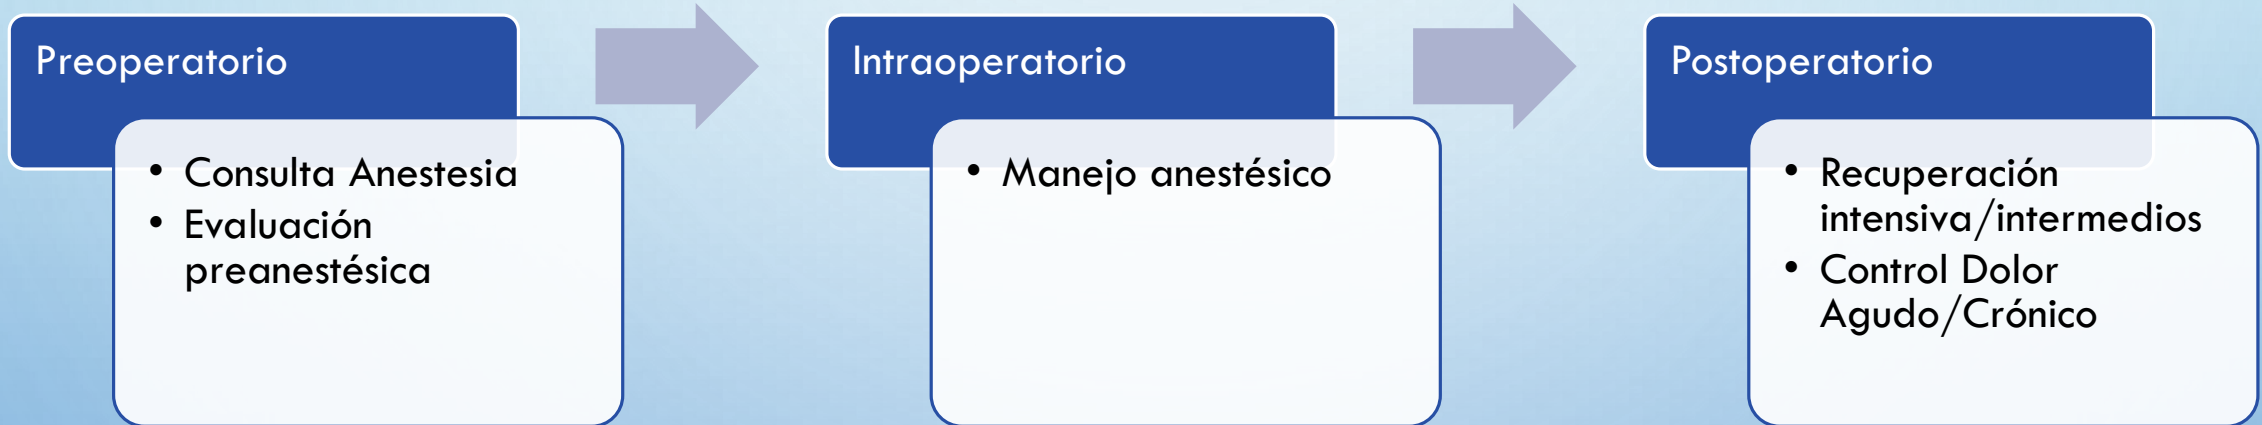 Preoperatorio
• Consulta Anestesia
• Evaluación
preanestésica
Intraoperatorio
• Manejo anestésico
Postoperatorio
• Recuperación
intensiva/intermedios
• Control Dolor
Agudo/Crónico